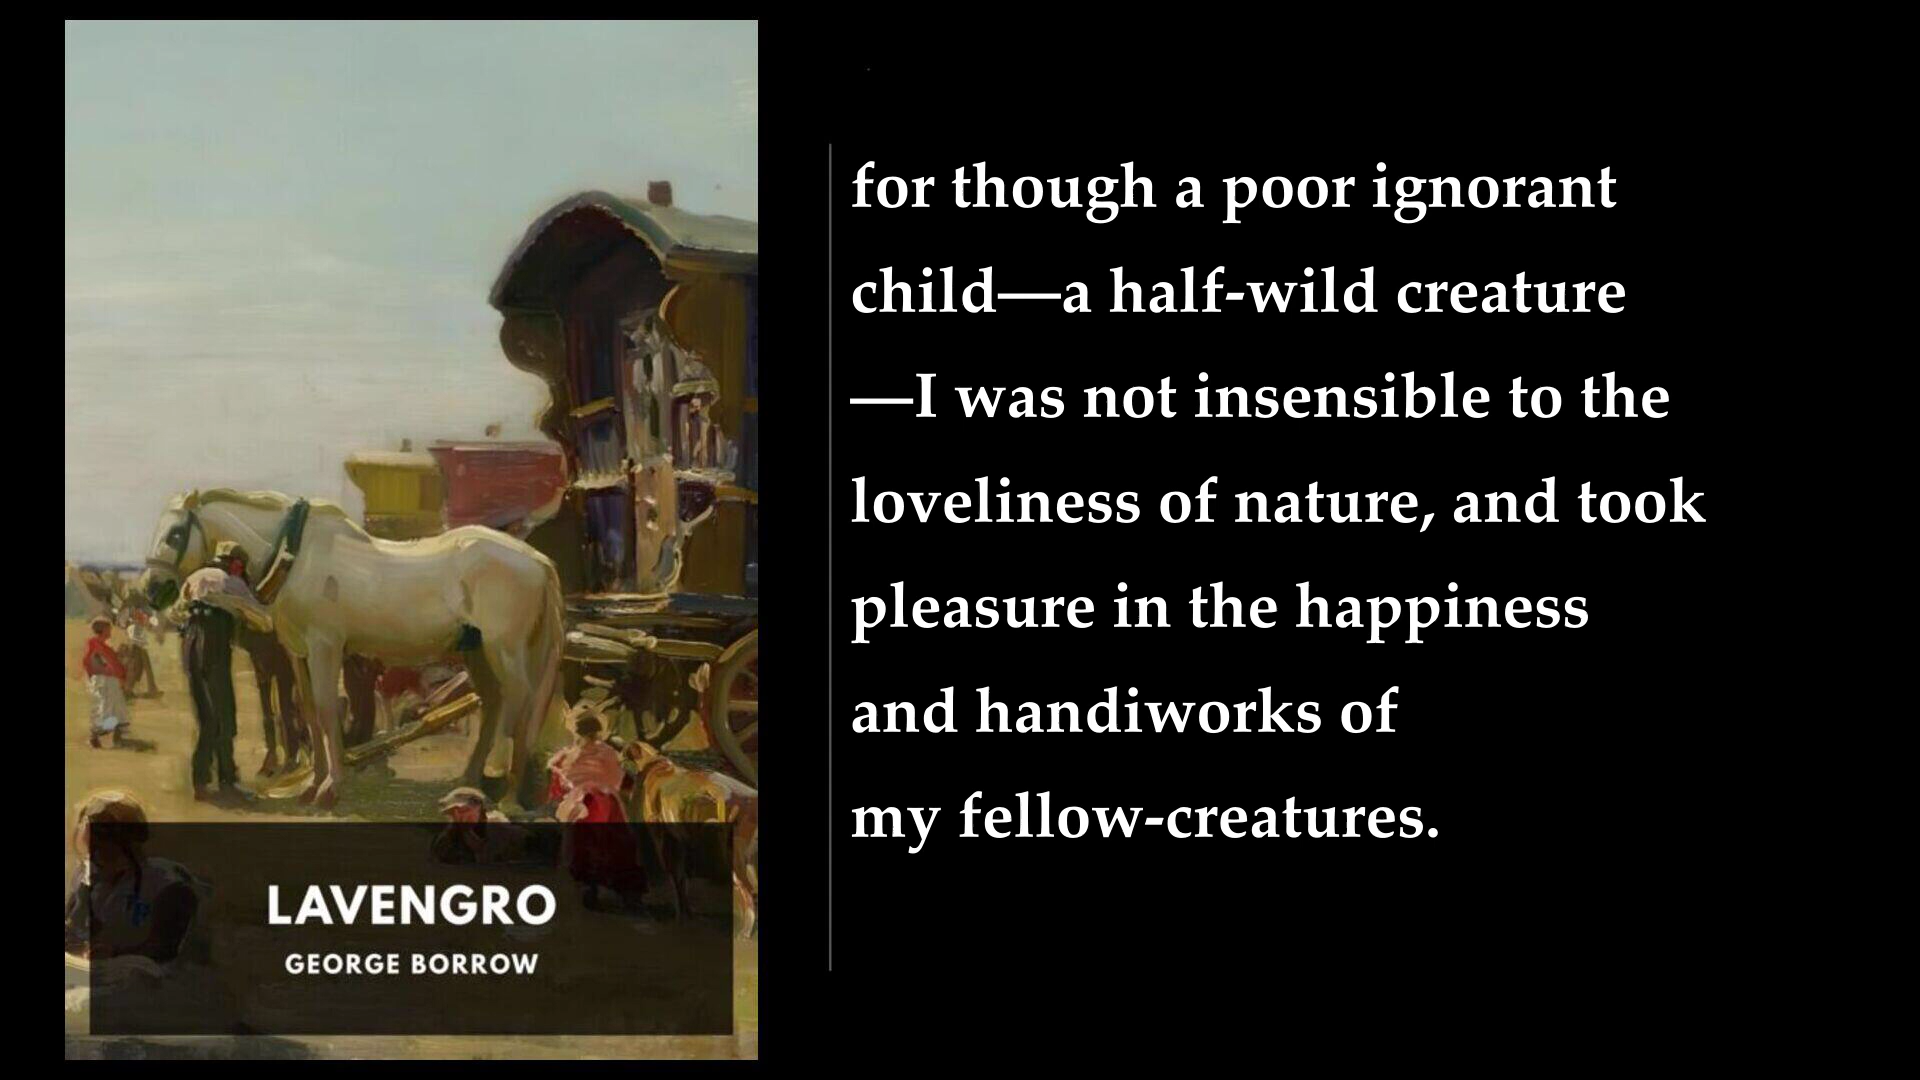 LAVENGRO
GEORGE BORROW
for though a poor ignorant
child—a half-wild creature
—I was not insensible to the
loveliness of nature, and took
pleasure in the happiness
and handiworks of
my fellow-creatures.